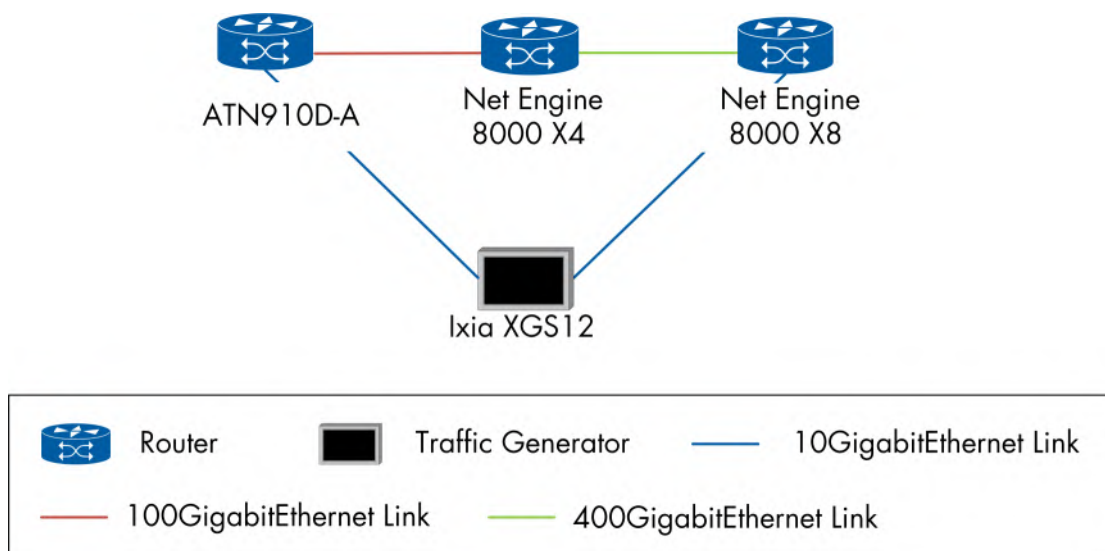 ATN910D-A
Net Engine
8000 X4
Net Engine
8000 X8
Ixia XGS12
Router
Traffic Generator
10GigabitEthernet Link
100GigabitEthernet Link
400GigabitEthernet Link